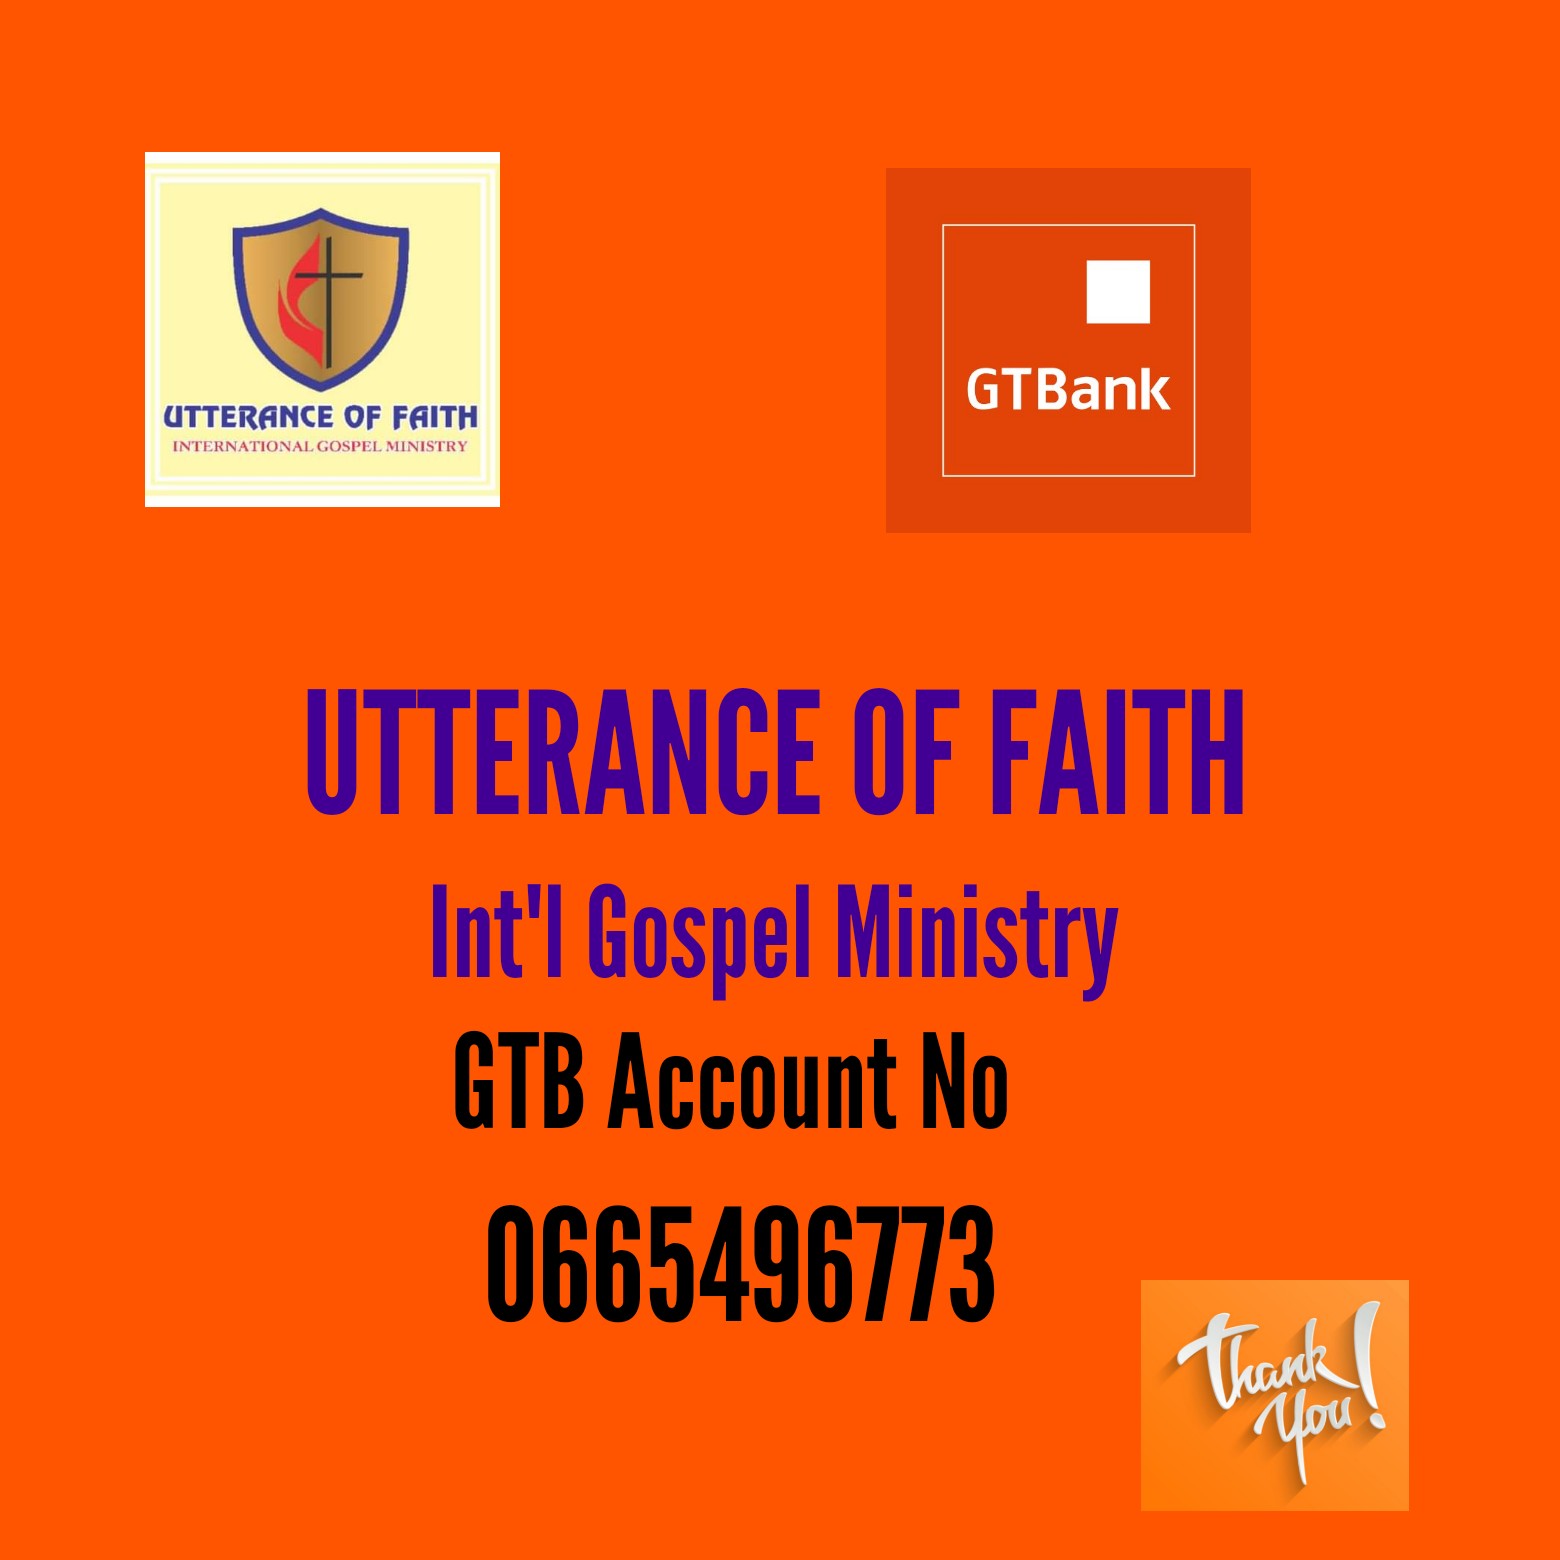 UTTERANCE OF FAITH
INTERNATIONAL GOSPEL MINISTRY
GTBank
UTTERANCE OF FAITH
Int'l Gospel Ministry
GTB Account No
0665496773
Thank
You!